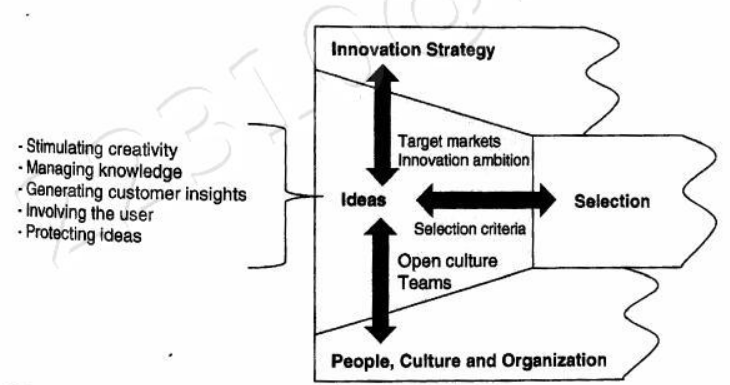 Innovation Strategy
- Stimulating creativity
- Managing knowledge
- Generating customer insights
- Involving the user
- Protecting ideas
Target markets
Innovation ambition
Ideas
Selection
Selection criteria
Open culture
Teams
People, Culture and Organization